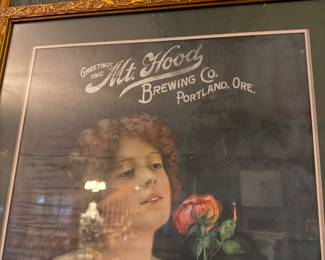 GREETINGS
1912
Mt. Hood
BREWING CO.
PORTLAND, ORE.